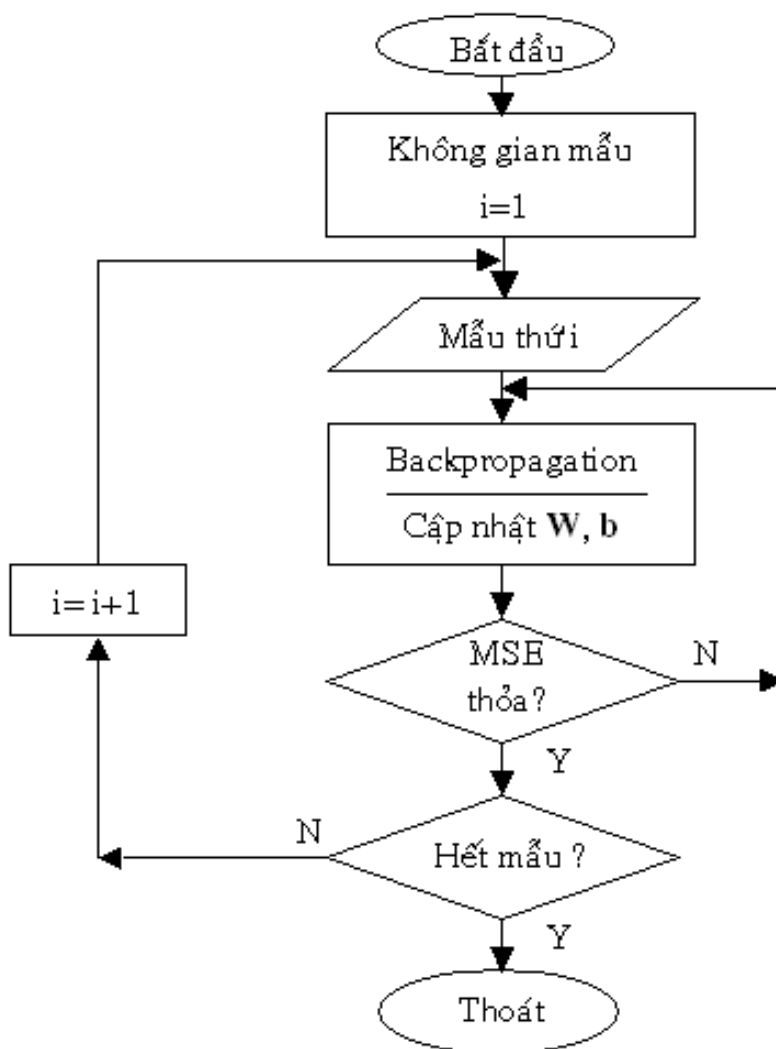 Bắt đầu
Không gian mẫu
i=1
Mẫu thứ i
Backpropagation
Cập nhật W, b
i=i+1
MSE
thỏa?
N
Y
N
Hết mẫu ?
Y
Thoát